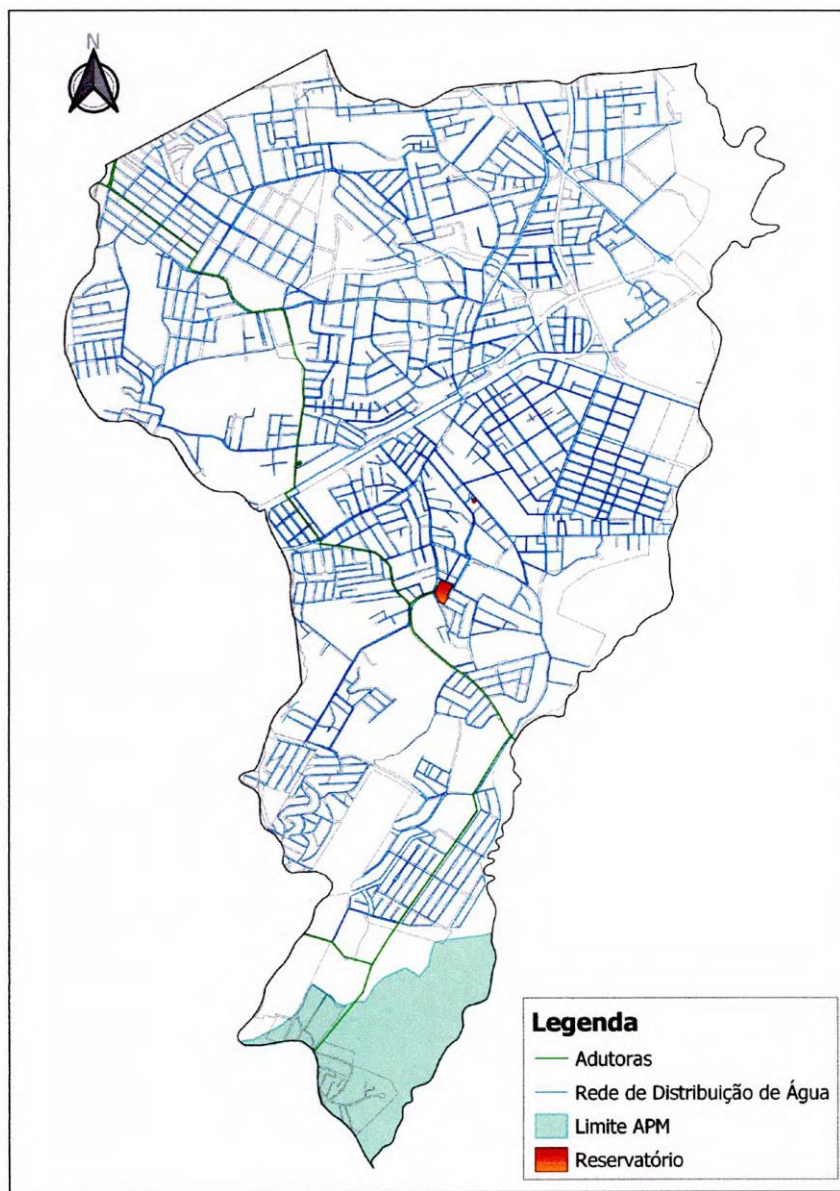 N
Legenda
Adutoras
Rede de Distribuição de Água
Limite APM
Reservatório